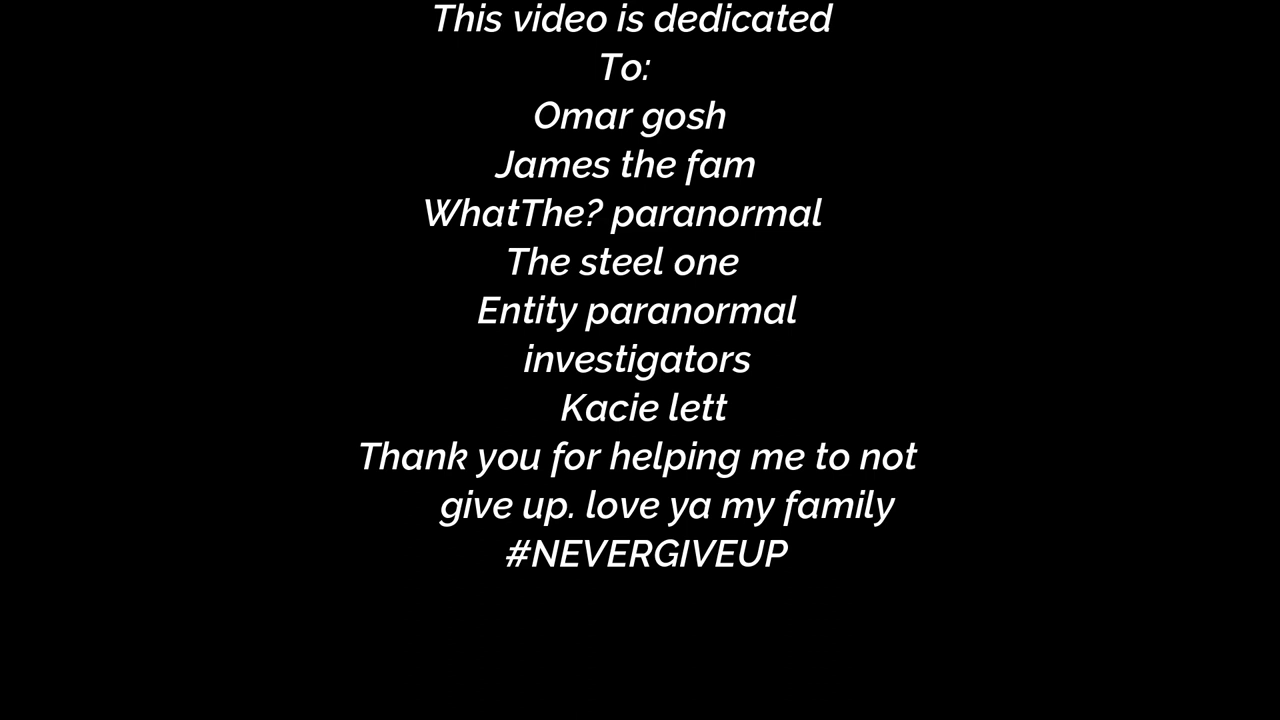 This video is dedicated
To:
Omar gosh
James the fam
WhatThe? paranormal
The steel one
Entity paranormal
investigators
Kacie lett
Thank you for helping me to not
give up. love ya my family
#NEVERGIVEUP